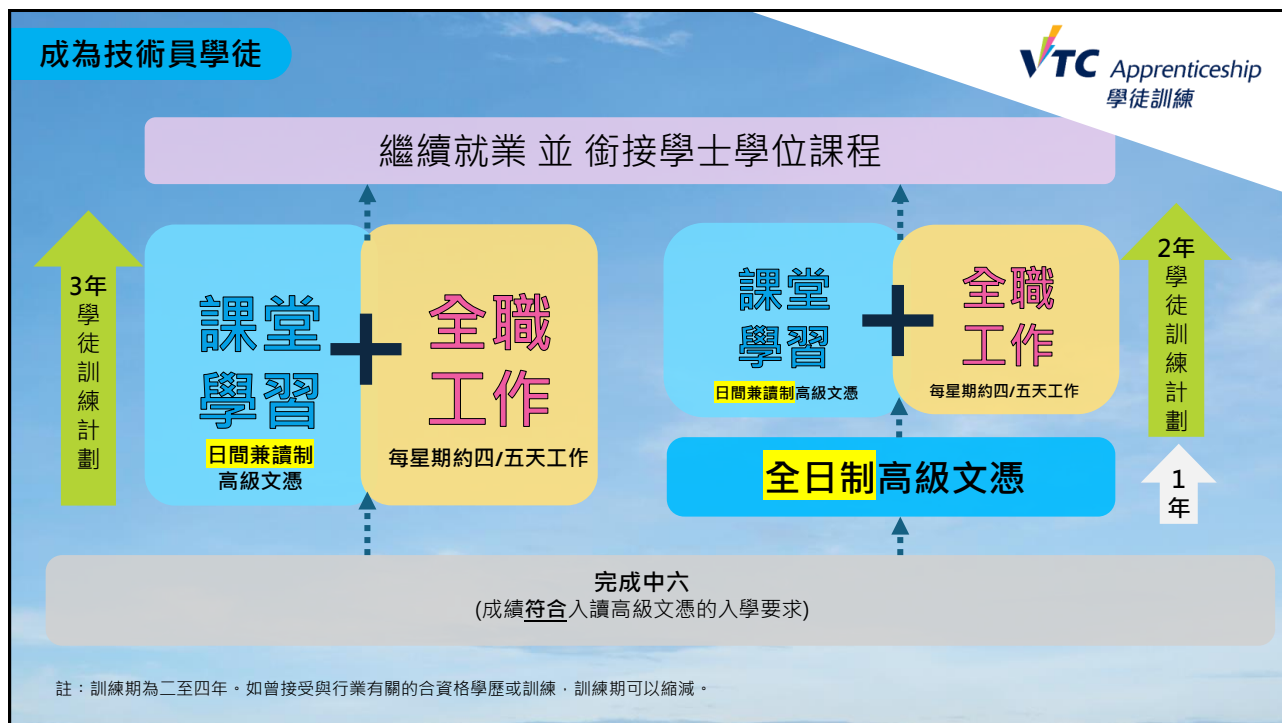 成為技術員學徒
VTC Apprenticeship
學徒訓練
繼續就業 並 銜接學士學位課程
3年
學
徒
訓
練
計
劃
課堂
學習
日間兼讀制
高級文憑
+
全職
工作
每星期約四/五天工作
課堂
學習
日間兼讀制高級文憑
+
全職
工作
每星期約四/五天工作
2年
學
徒
訓
練
計
劃
全日制高級文憑
1
年
完成中六
(成績符合入讀高級文憑的入學要求)
註：訓練期為二至四年。如曾接受與行業有關的合資格學歷或訓練，訓練期可以縮減。